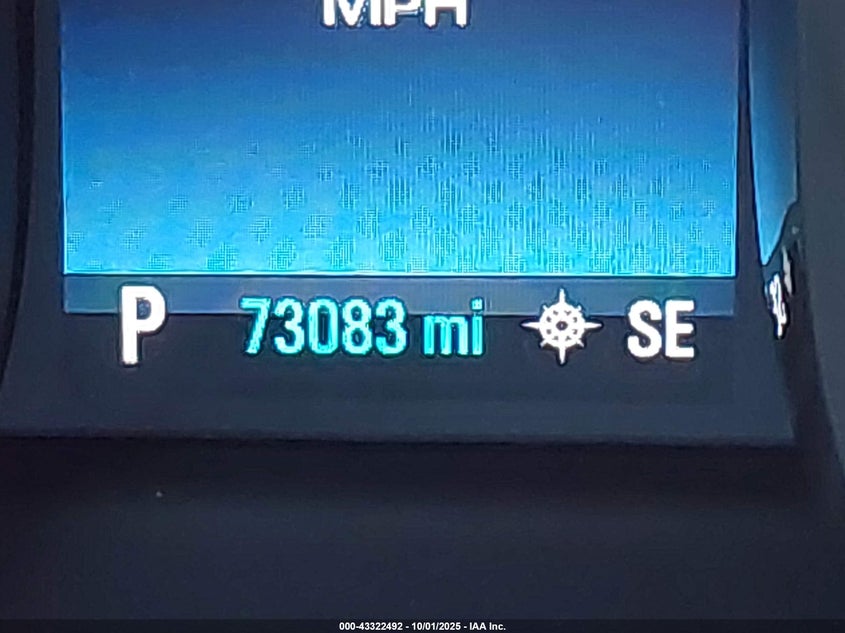 MPH
P 73083 mi SE
000-43322492 - 10/01/2025 - IAA Inc.